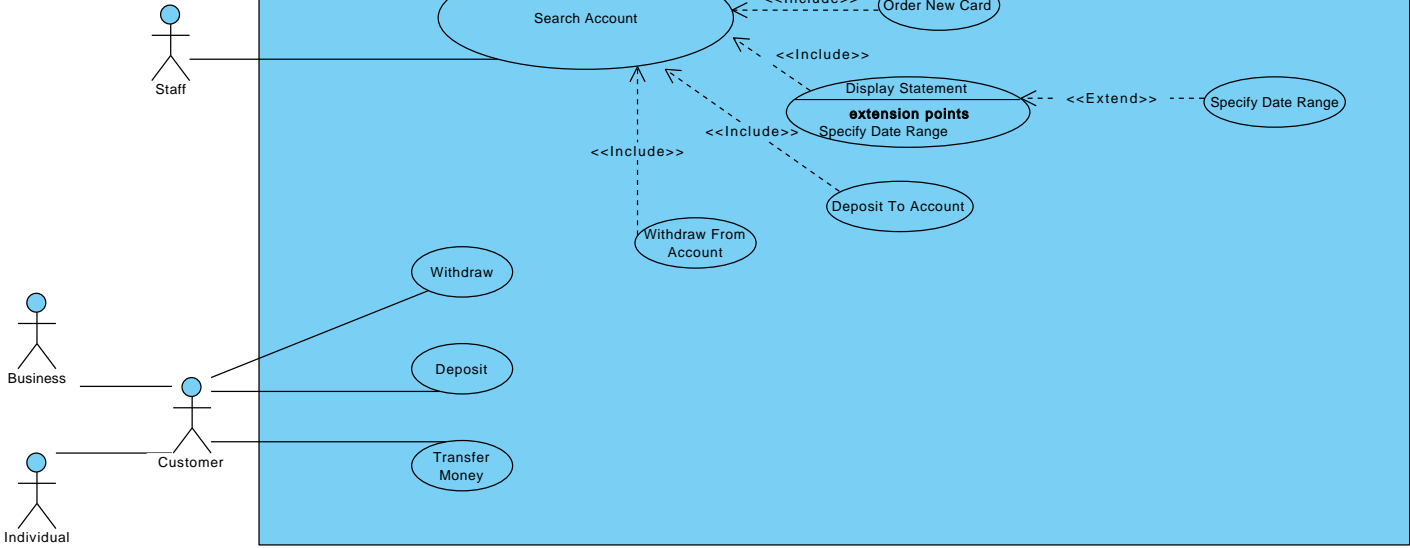 <<Include>>
Order New Card
Search Account
<<Include>>
Staff
Display Statement
<<Extend>>
Specify Date Range
extension points
Specify Date Range
<<Include>>
<<Include>>
Deposit To Account
Withdraw From
Account
Withdraw
Business
Deposit
Customer
Transfer
Money
Individual